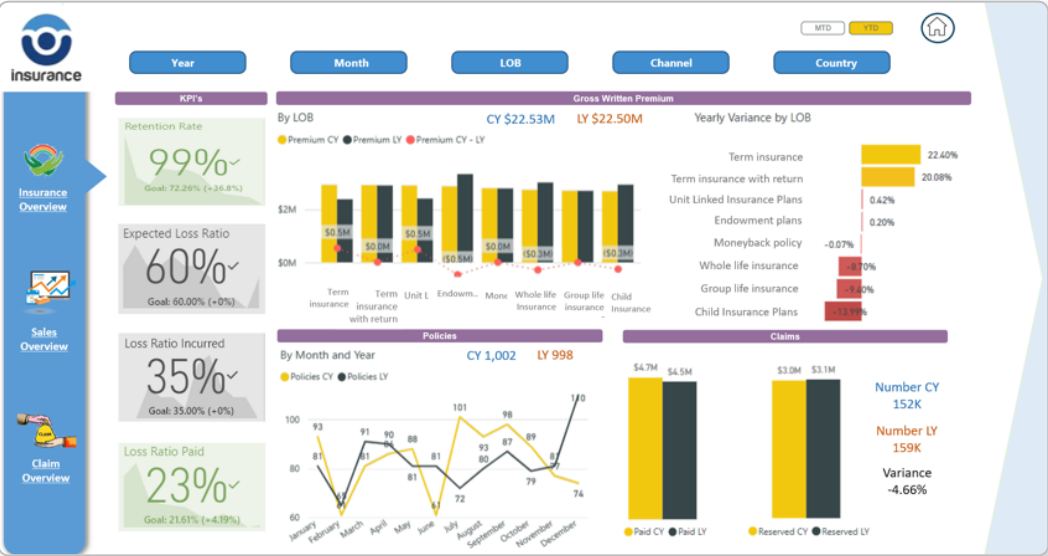 MTD
YTD
insurance
Year
Month
LOB
Channel
Country
Insurance
Overview
Sales
Overview
CLAIM
Claim
Overview
KPI's
Retention Rate
99%
Goal: 72.26% (+36.8%)
Expected Loss Ratio
60%
Goal: 60.00% (+0%)
Loss Ratio Incurred
35%
Goal: 35.00% (+0%)
Loss Ratio Paid
23%
Goal: 21.61% (+4.19%)
Gross Written Premium
By LOB
CY $22.53M
LY $22.50M
Premium CY
Premium LY
Premium CY - LY
$2M
$0M
$0.5M
$0.0M
$0.5M
($0.5M)
$0.0M
($0.3M)
$0.0M
($0.3M)
Term
insurance
Term
insurance
with return
Unit L
Endowm..
Mone
Whole life
Insurance
Group life
insurance
Child
Insurance
Yearly Variance by LOB
Term insurance
22.40%
Term insurance with return
20.08%
Unit Linked Insurance Plans
0.42%
Endowment plans
0.20%
Moneyback policy
-0.07%
Whole life insurance
-8.70%
Group life insurance
Child Insurance Plans
-13.99%
Policies
By Month and Year
CY 1,002
LY 998
Policies CY
Policies LY
100
80
60
93
81
91
81
90
86
88
81
81
61
101
72
93
80
98
87
89
79
81
77
110
74
January
February
March
April
May
June
July
August
September
October
November
December
Claims
$4.7M
$4.5M
Paid CY
Paid LY
$3.0M
$3.1M
Reserved CY
Reserved LY
Number CY
152K
Number LY
159K
Variance
-4.66%